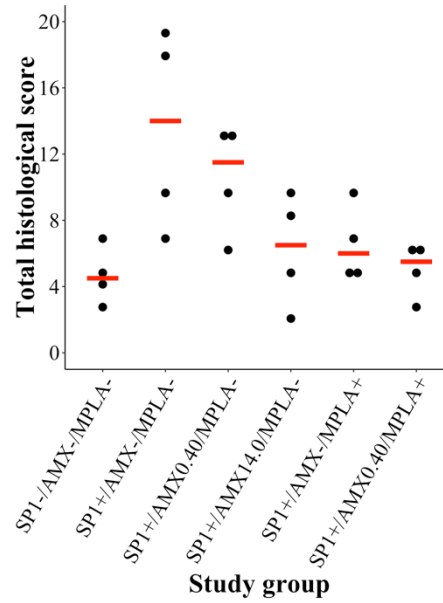 Total histological score
20
16
12
8
4
0
SP1-/AMX-/MPLA-
SP1+/AMX-/MPLA-
SP1+/AMX0.40/MPLA-
SP1+/AMX14.0/MPLA-
SP1+/AMX-/MPLA+
SP1+/AMX0.40/MPLA+
Study group